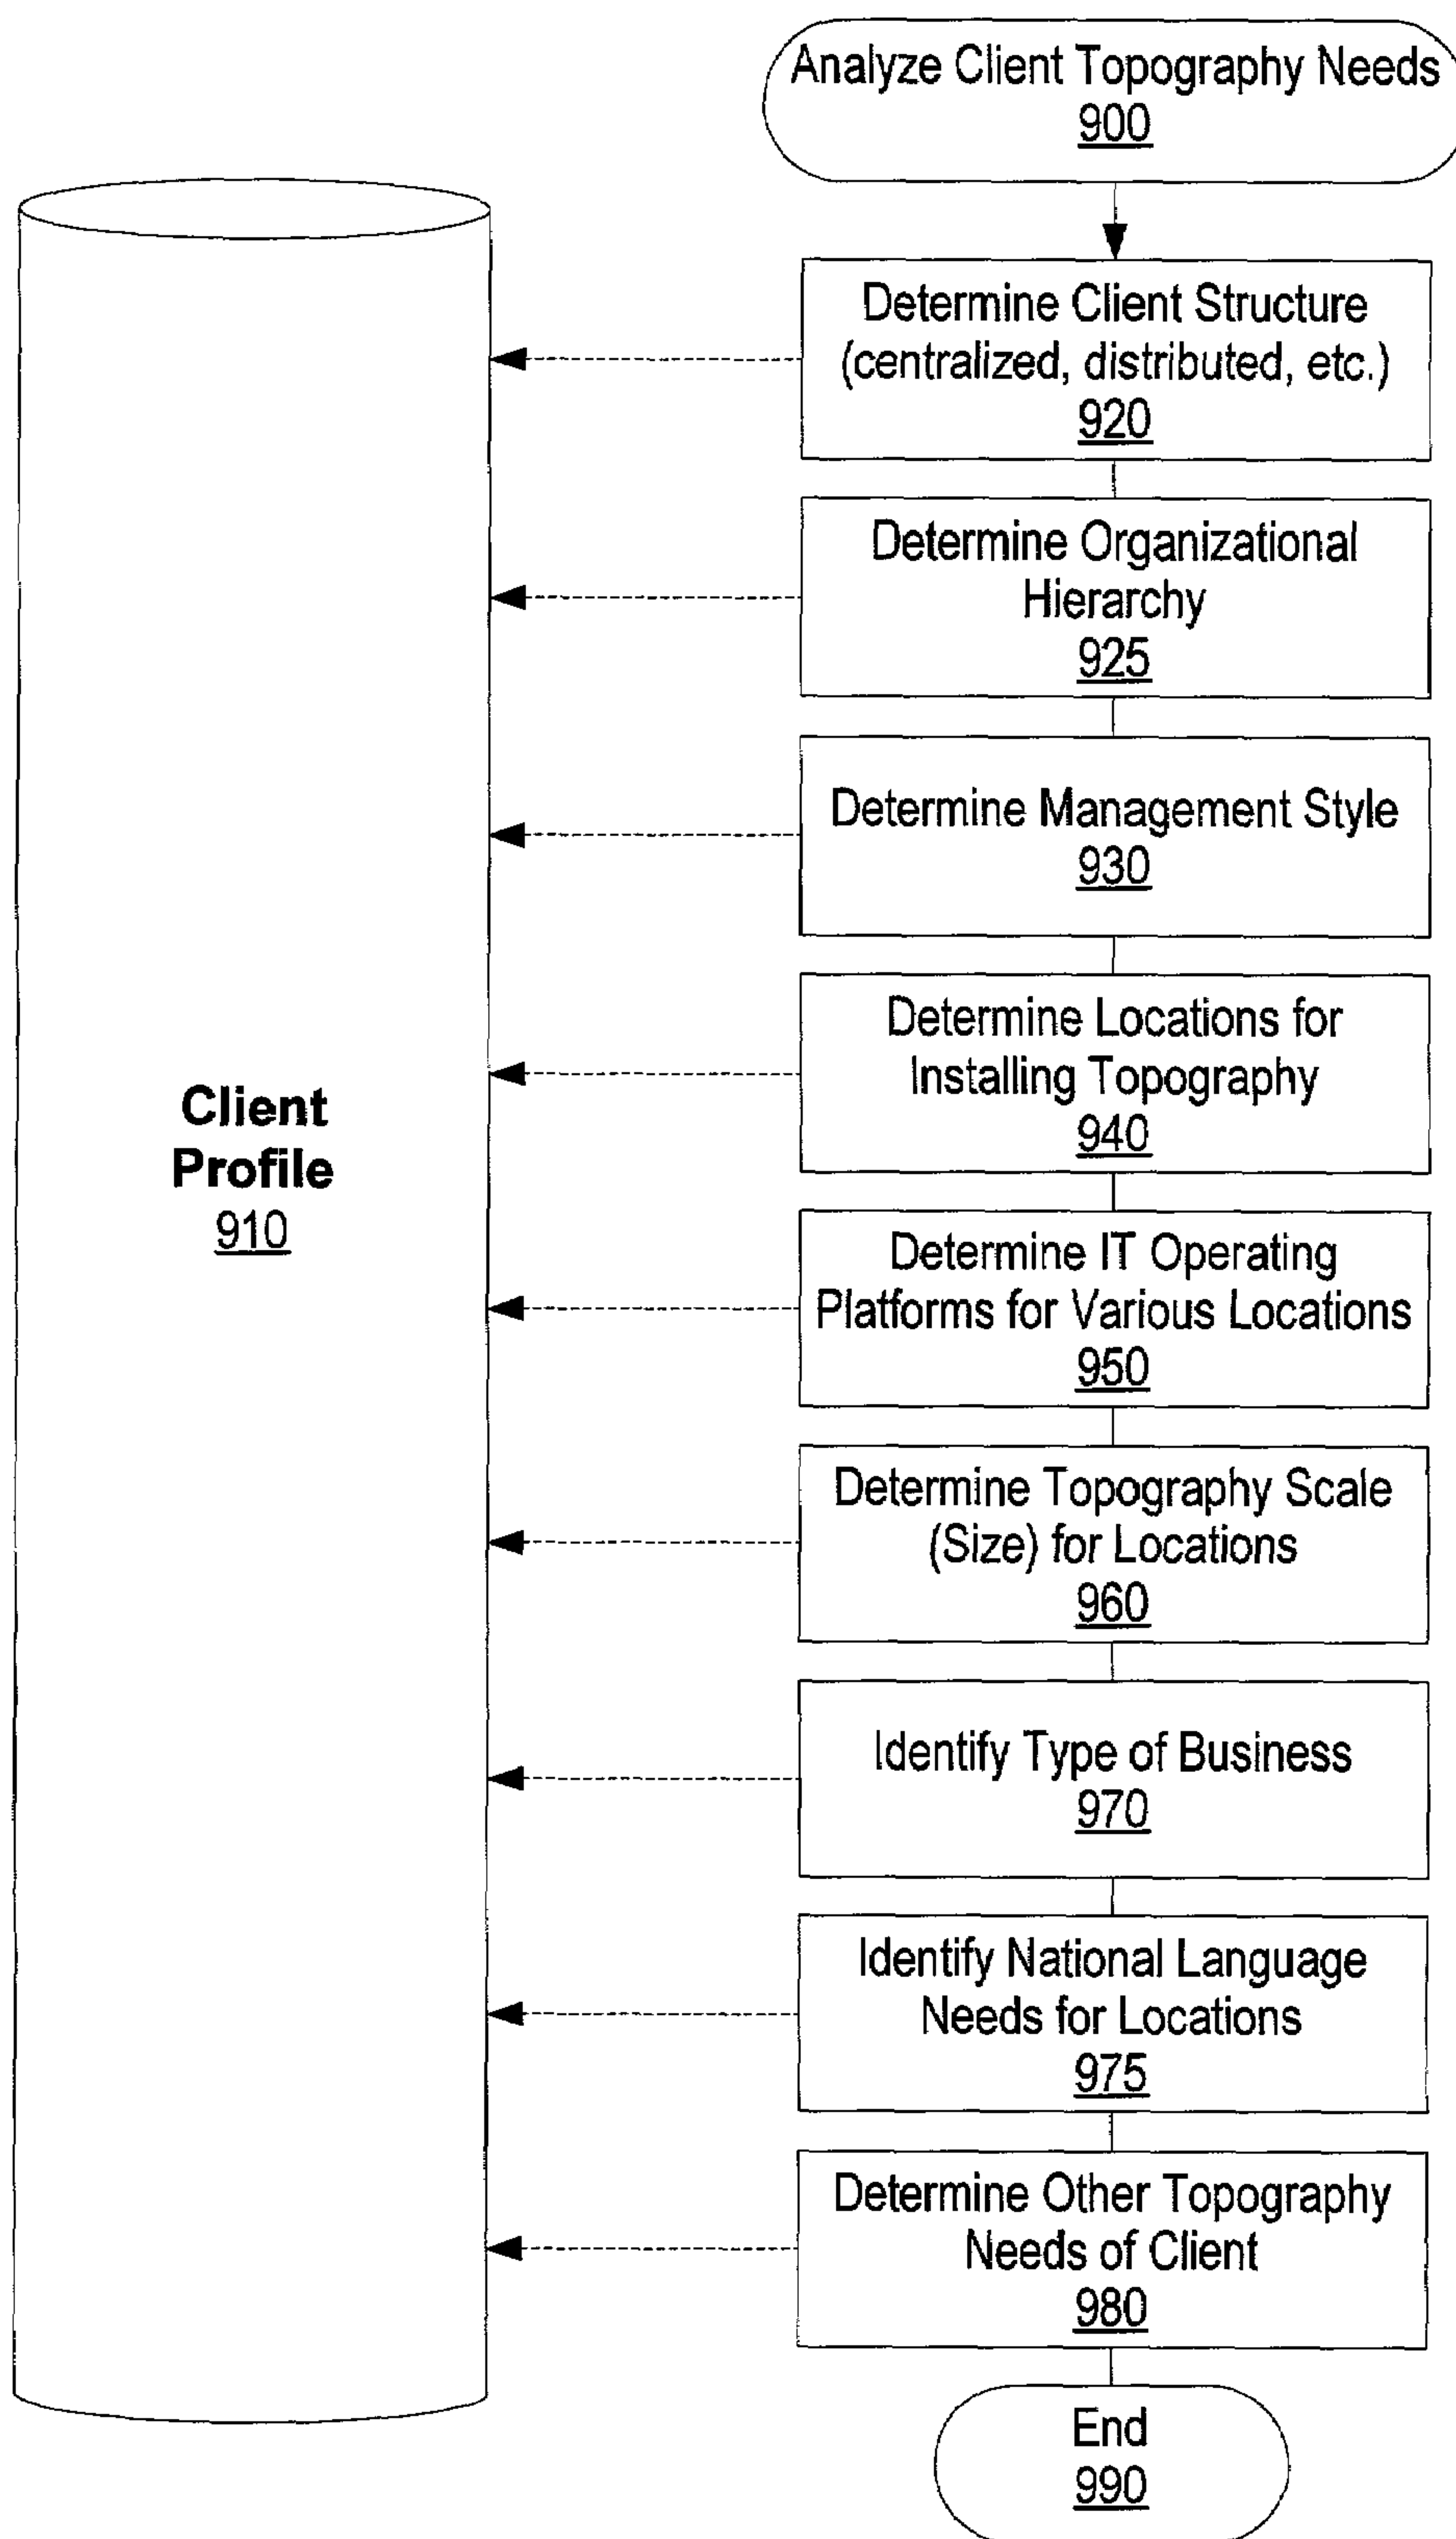 Analyze Client Topography Needs
900
Determine Client Structure
(centralized, distributed, etc.)
920
Determine Organizational
Hierarchy
925
Determine Management Style
930
Determine Locations for
Installing Topography
940
Client
Profile
910
Determine IT Operating
Platforms for Various Locations
950
Determine Topography Scale
(Size) for Locations
960
Identify Type of Business
970
Identify National Language
Needs for Locations
975
Determine Other Topography
Needs of Client
980
End
990